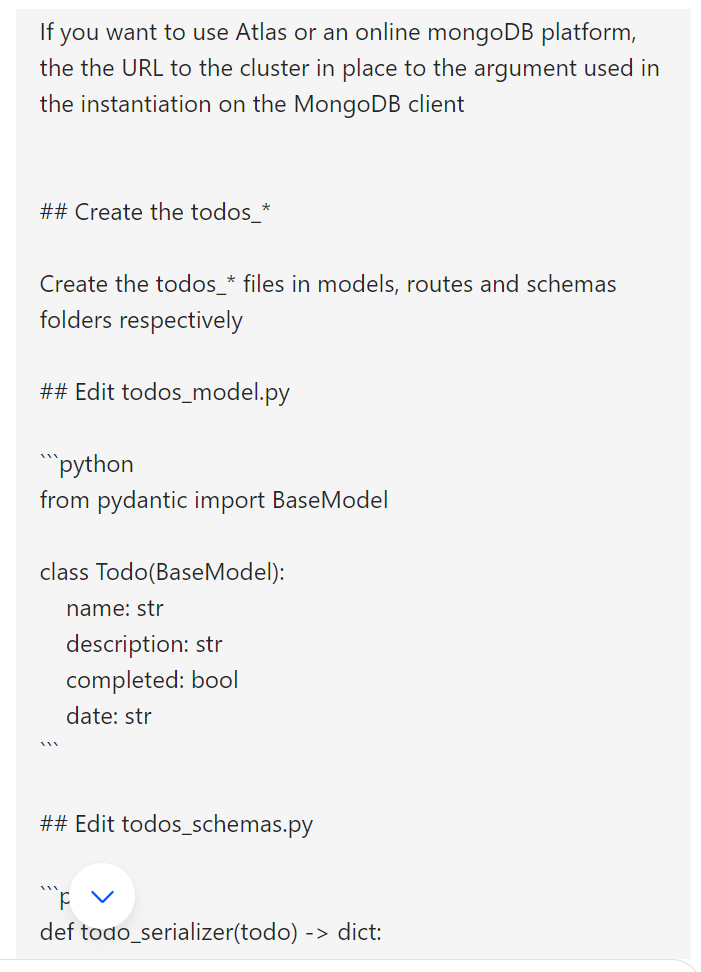 If you want to use Atlas or an online mongoDB platform,
the the URL to the cluster in place to the argument used in
the instantiation on the MongoDB client
## Create the todos_*
Create the todos_* files in models, routes and schemas
folders respectively
## Edit todos_model.py
```python
from pydantic import BaseModel
class Todo(BaseModel):
    name: str
    description: str
    completed: bool
    date: str
```
## Edit todos_schemas.py
```p
def todo_serializer(todo) -> dict: